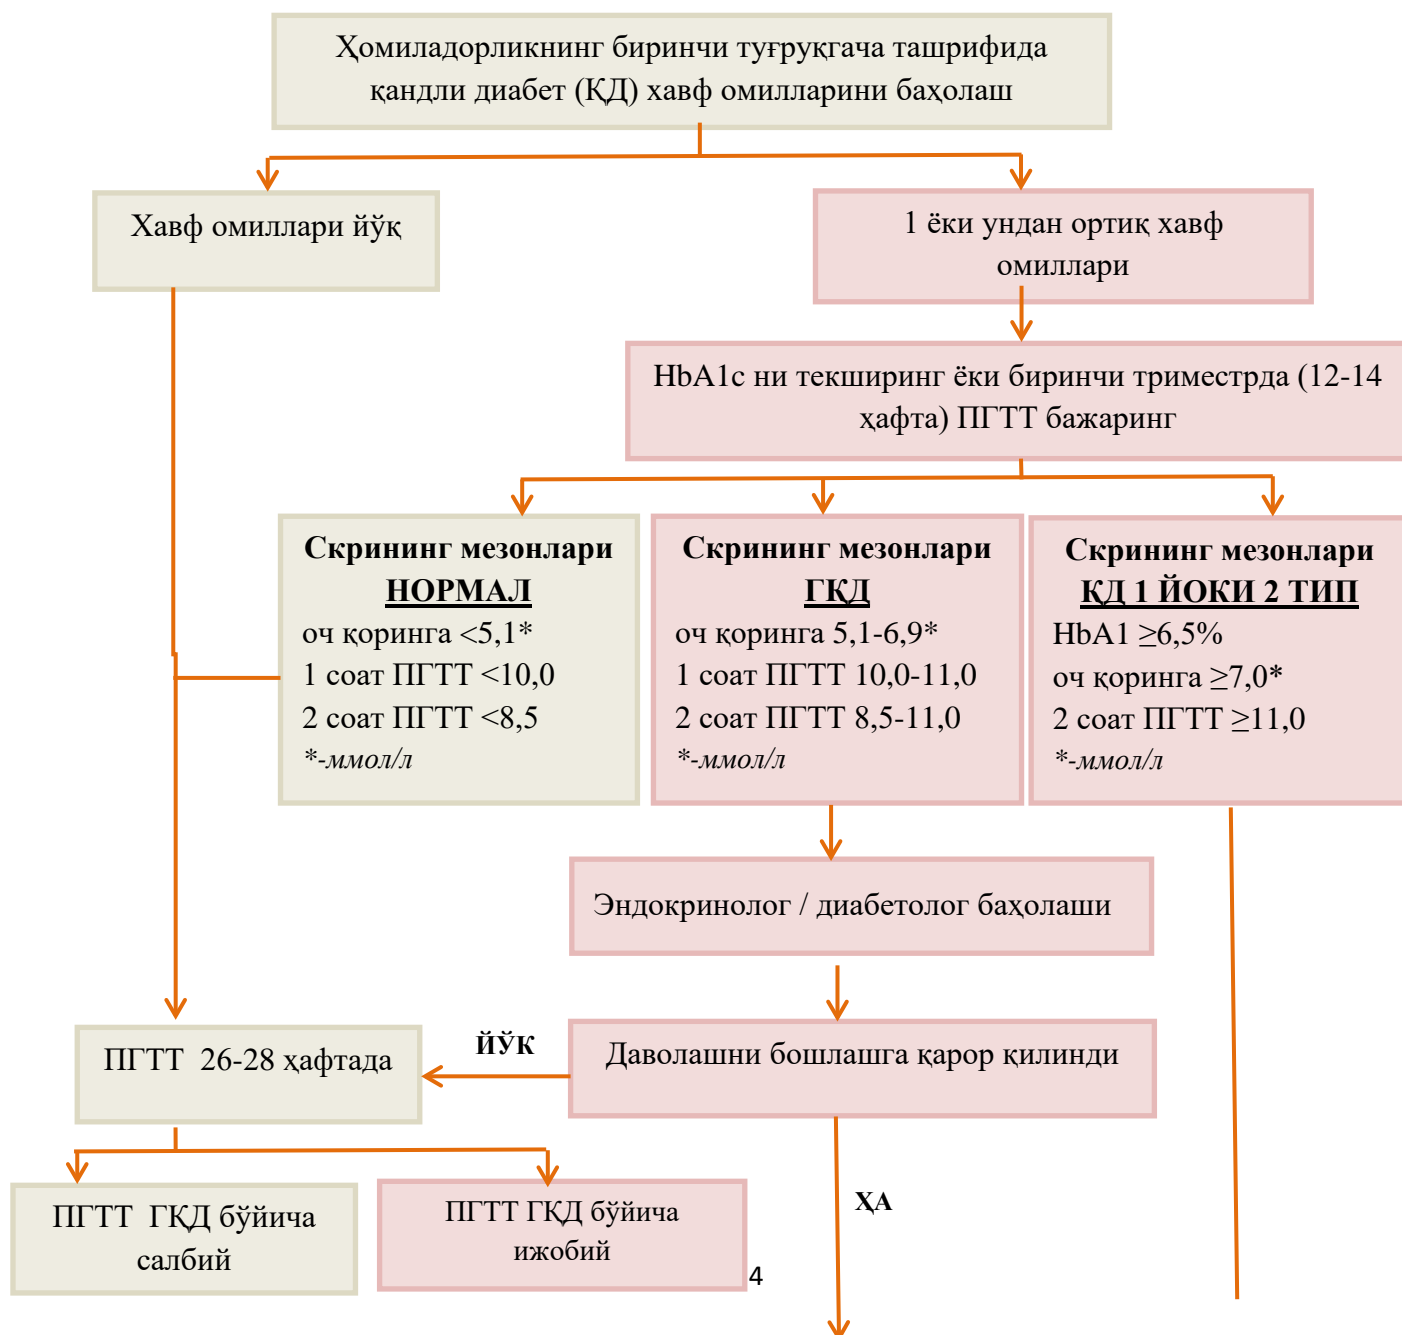 Ҳомиладорликнинг биринчи туғруқгача ташрифида
қандли диабет (ҚД) хавф омилларини баҳолаш
Хавф омиллари йўқ
1 ёки ундан ортиқ хавф
омиллари
HbA1c ни текширинг ёки биринчи триместрда (12-14
ҳафта) ПГТТ бажаринг
Скрининг мезонлари
НОРМАЛ
оч қоринга <5,1*
1 соат ПГТТ <10,0
2 соат ПГТТ <8,5
*-ммол/л
Скрининг мезонлари
ГҚД
оч қоринга 5,1-6,9*
1 соат ПГТТ 10,0-11,0
2 соат ПГТТ 8,5-11,0
*-ммол/л
Скрининг мезонлари
ҚД 1 ЙОКИ 2 ТИП
HbA1 ≥6,5%
оч қоринга ≥7,0*
2 соат ПГТТ ≥11,0
*-ммол/л
Эндокринолог / диабетолог баҳолаши
Даволашни бошлашга қарор қилинди
ЙЎК
ПГТТ 26-28 ҳафтада
ҲА
ПГТТ ГҚД бўйича
салбий
ПГТТ ГҚД бўйича
ижобий
4